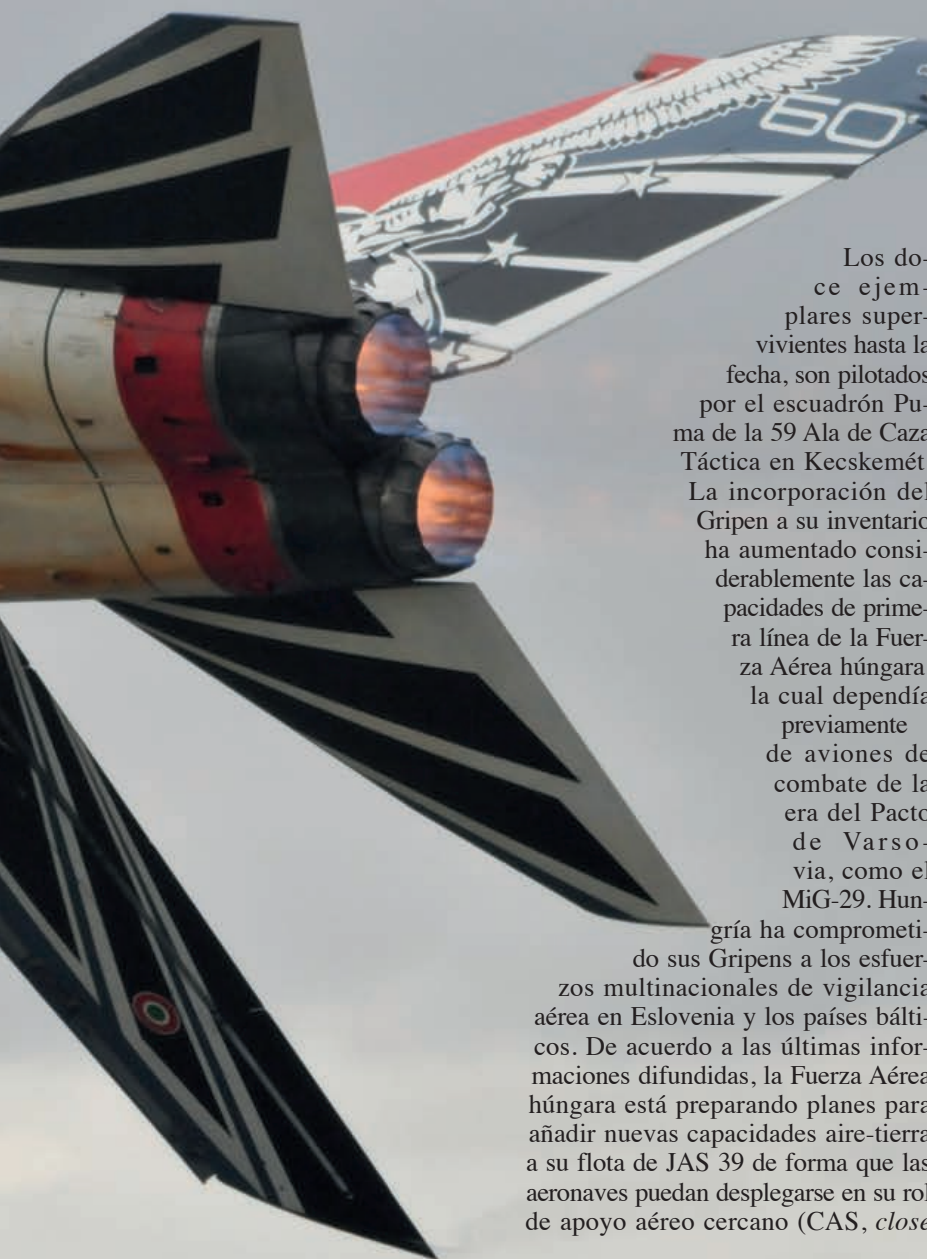 60
Los do-
ce ejem-
plares super-
vivientes hasta la
fecha, son pilotados
por el escuadrón Pu-
ma de la 59 Ala de Caza
Táctica en Kecskemét
La incorporación del
Gripen a su inventario
ha aumentado consi-
derablemente las ca-
pacidades de prime-
ra línea de la Fuer-
za Aérea húngara
la cual dependía
previamente
de aviones de
combate de la
era del Pacto
de Varso-
via, como el
MiG-29. Hun-
gría ha comprometi-
do sus Gripens a los esfuer-
zos multinacionales de vigilancia
aérea en Eslovenia y los países bálti-
cos. De acuerdo a las últimas infor-
maciones difundidas, la Fuerza Aérea
húngara está preparando planes para
añadir nuevas capacidades aire-tierra
a su flota de JAS 39 de forma que las
aeronaves puedan desplegarse en su rol
de apoyo aéreo cercano (CAS, close